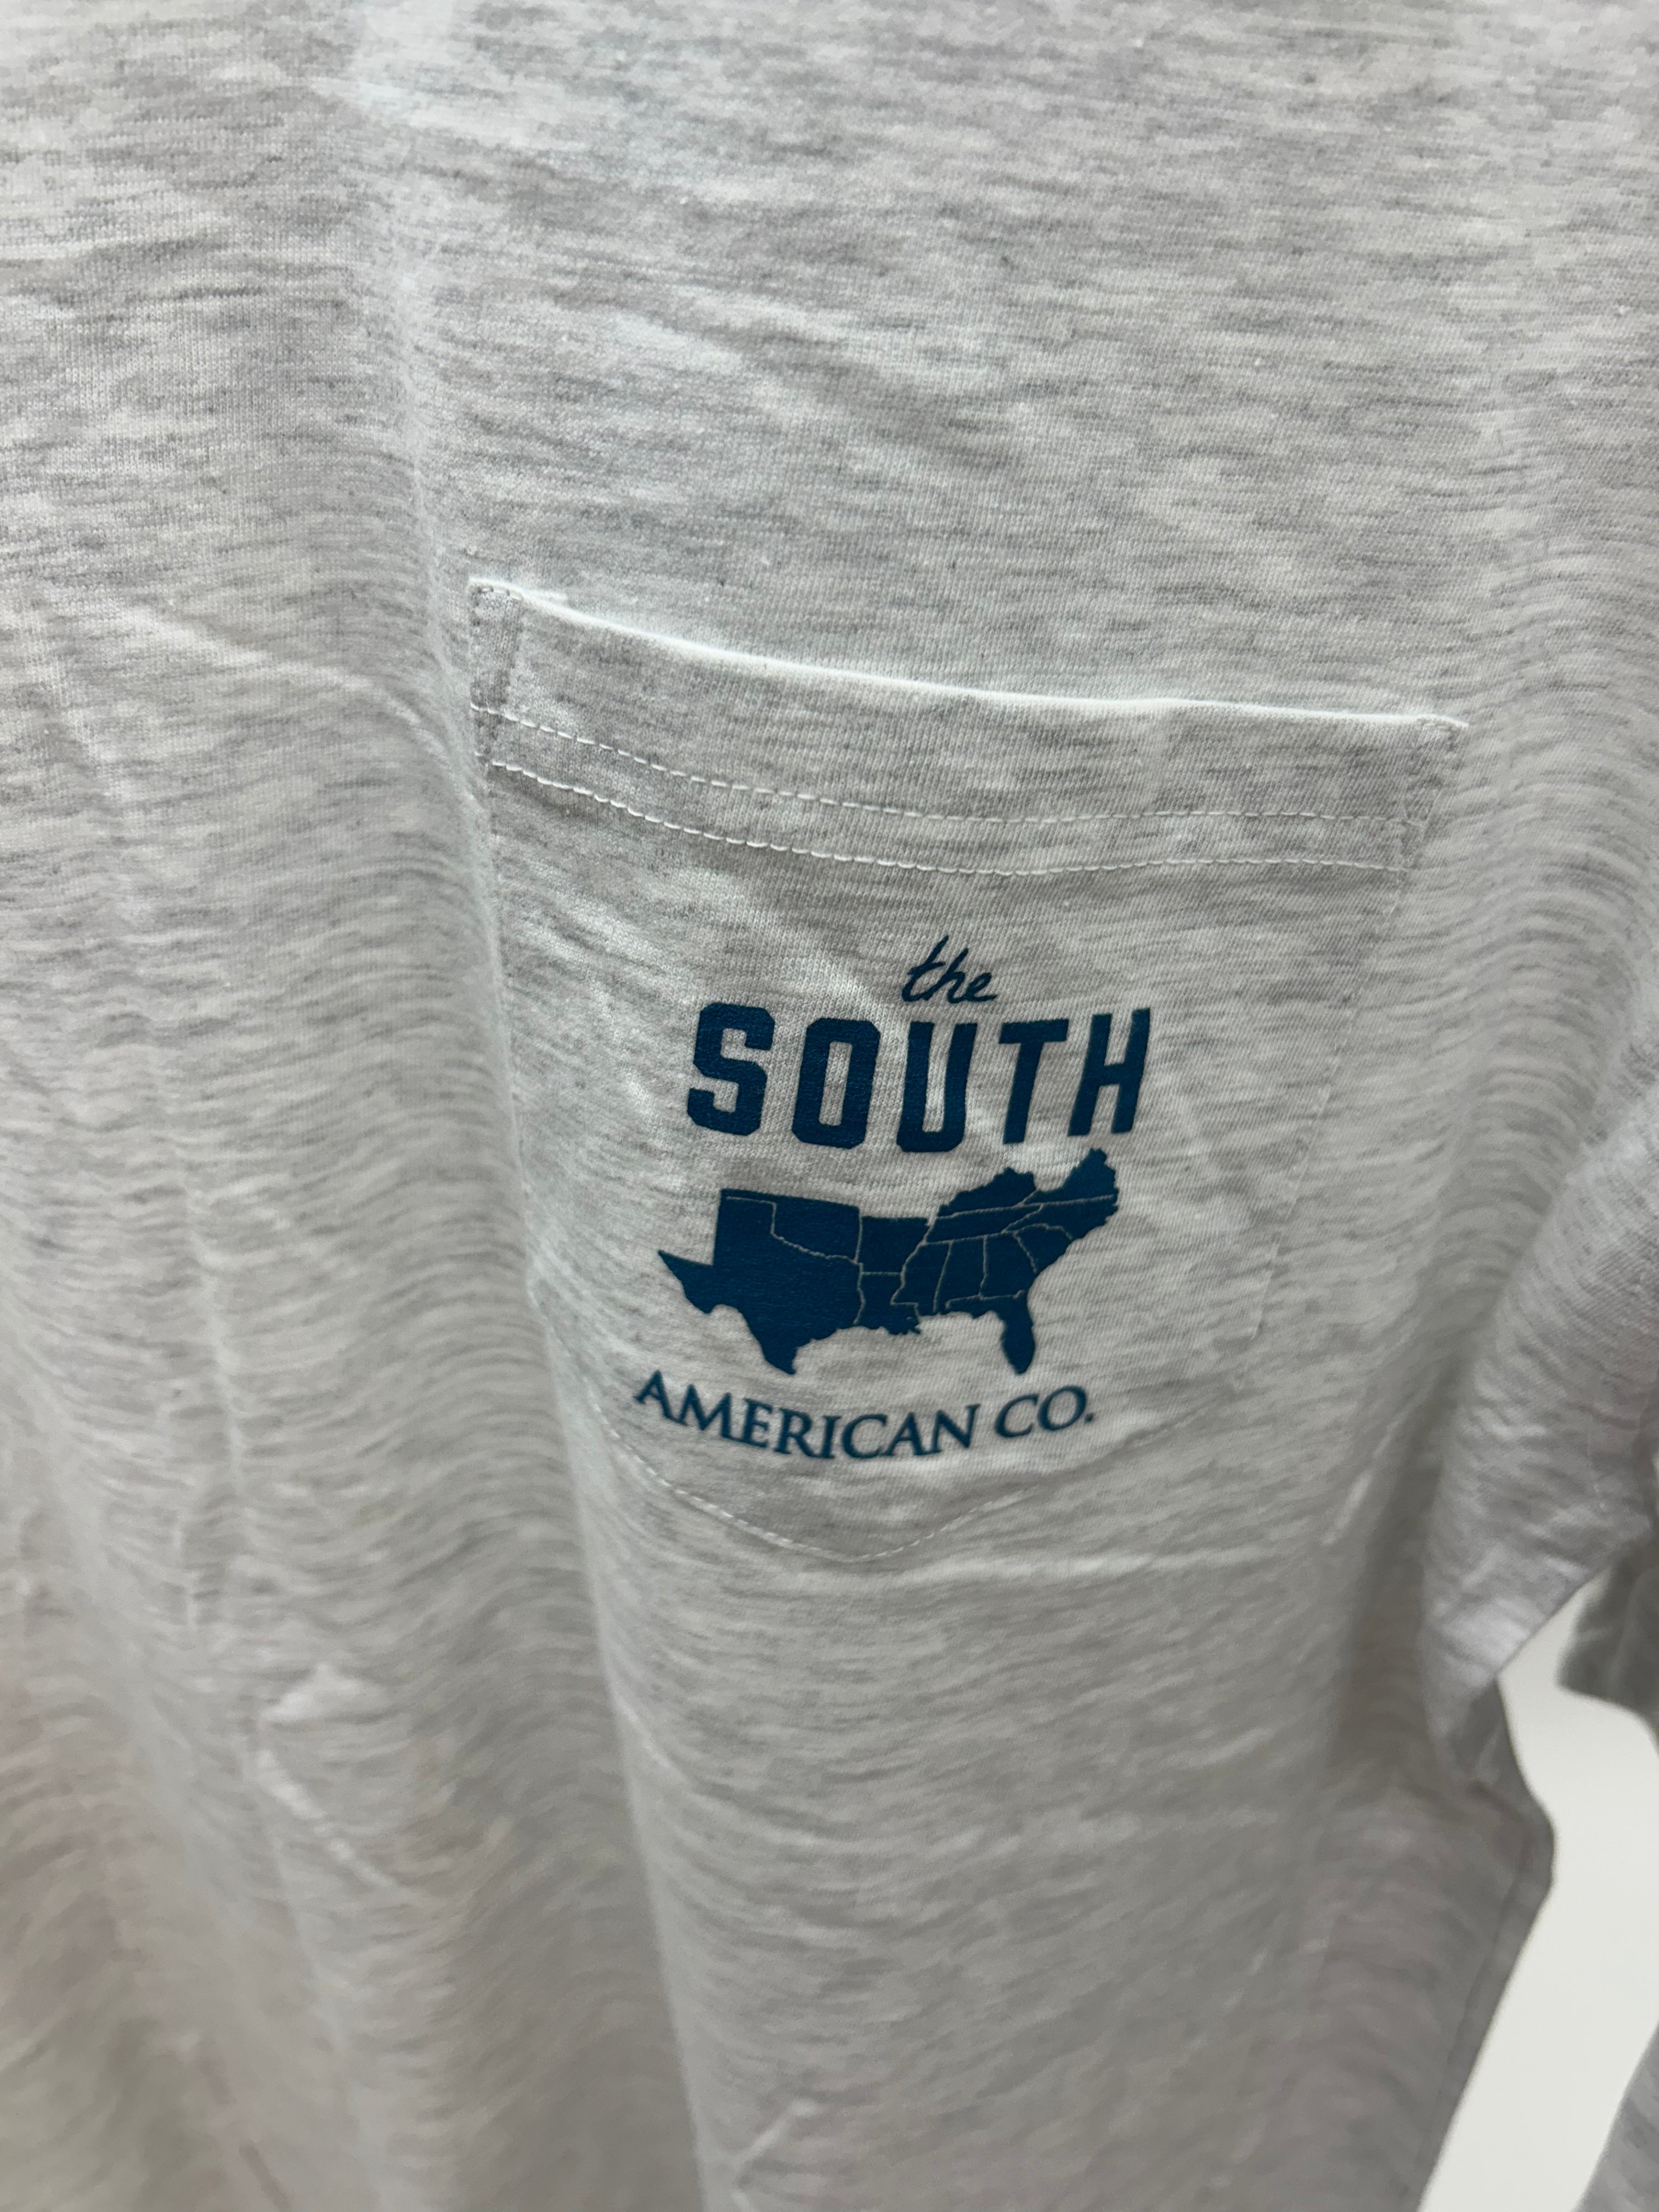 the
SOUTH
AMERICAN CO.